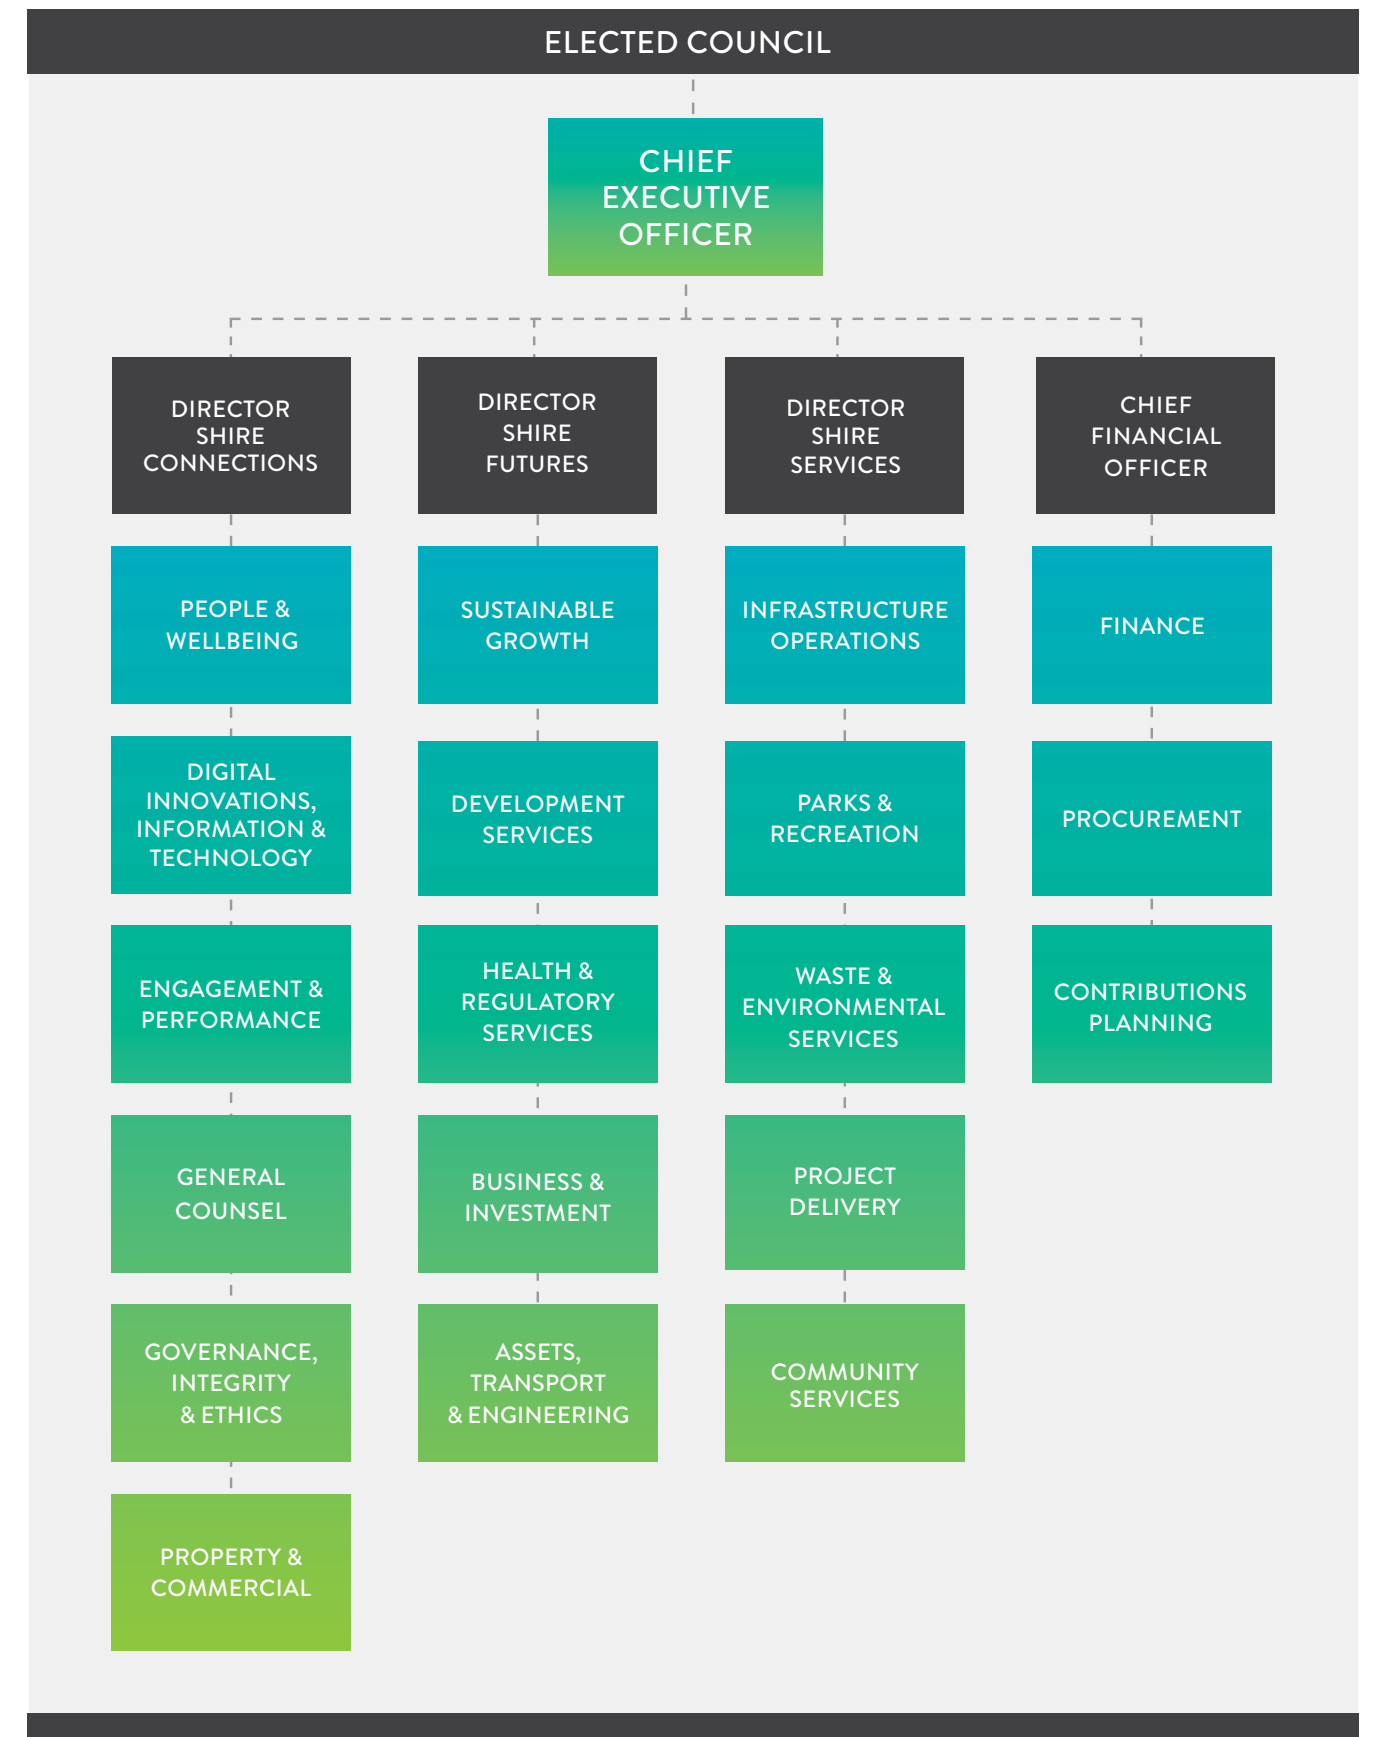 ELECTED COUNCIL
CHIEF
EXECUTIVE
OFFICER
DIRECTOR
SHIRE
CONNECTIONS
DIRECTOR
SHIRE
FUTURES
DIRECTOR
SHIRE
SERVICES
CHIEF
FINANCIAL
OFFICER
PEOPLE &
WELLBEING
SUSTAINABLE
GROWTH
INFRASTRUCTURE
OPERATIONS
FINANCE
DIGITAL
INNOVATIONS,
INFORMATION &
TECHNOLOGY
DEVELOPMENT
SERVICES
PARKS &
RECREATION
PROCUREMENT
ENGAGEMENT &
PERFORMANCE
HEALTH &
REGULATORY
SERVICES
WASTE &
ENVIRONMENTAL
SERVICES
CONTRIBUTIONS
PLANNING
GENERAL
COUNSEL
BUSINESS &
INVESTMENT
PROJECT
DELIVERY
GOVERNANCE,
INTEGRITY
& ETHICS
ASSETS,
TRANSPORT
& ENGINEERING
COMMUNITY
SERVICES
PROPERTY &
COMMERCIAL